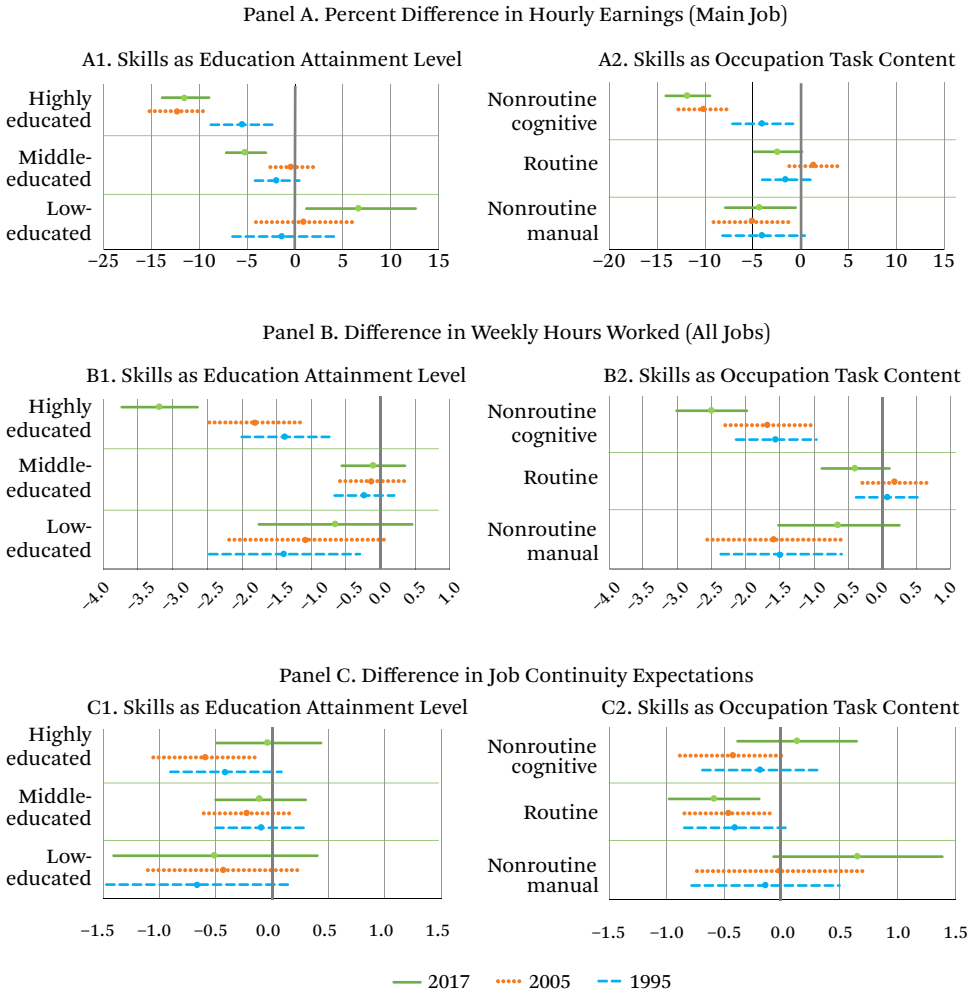 Panel A. Percent Difference in Hourly Earnings (Main Job)
A1. Skills as Education Attainment Level
Highly
educated
Middle-
educated
Low-
educated
−25 −15 −10 −5 0 5 10 15
A2. Skills as Occupation Task Content
Nonroutine
cognitive
Routine
Nonroutine
manual
−20 −15 −10 −5 0 5 10 15
Panel B. Difference in Weekly Hours Worked (All Jobs)
B1. Skills as Education Attainment Level
Highly
educated
Middle-
educated
Low-
educated
−4.0 −3.5 −3.0 −2.5 −2.0 −1.5 −1.0 −0.5 0.0 0.5 1.0
B2. Skills as Occupation Task Content
Nonroutine
cognitive
Routine
Nonroutine
manual
−4.0 −3.5 −3.0 −2.5 −2.0 −1.5 −1.0 −0.5 0.0 0.5 1.0
Panel C. Difference in Job Continuity Expectations
C1. Skills as Education Attainment Level
Highly
educated
Middle-
educated
Low-
educated
−1.5 −1.0 −0.5 0.0 0.5 1.0 1.5
C2. Skills as Occupation Task Content
Nonroutine
cognitive
Routine
Nonroutine
manual
−1.5 −1.0 −0.5 0.0 0.5 1.0 1.5
2017 2005 1995